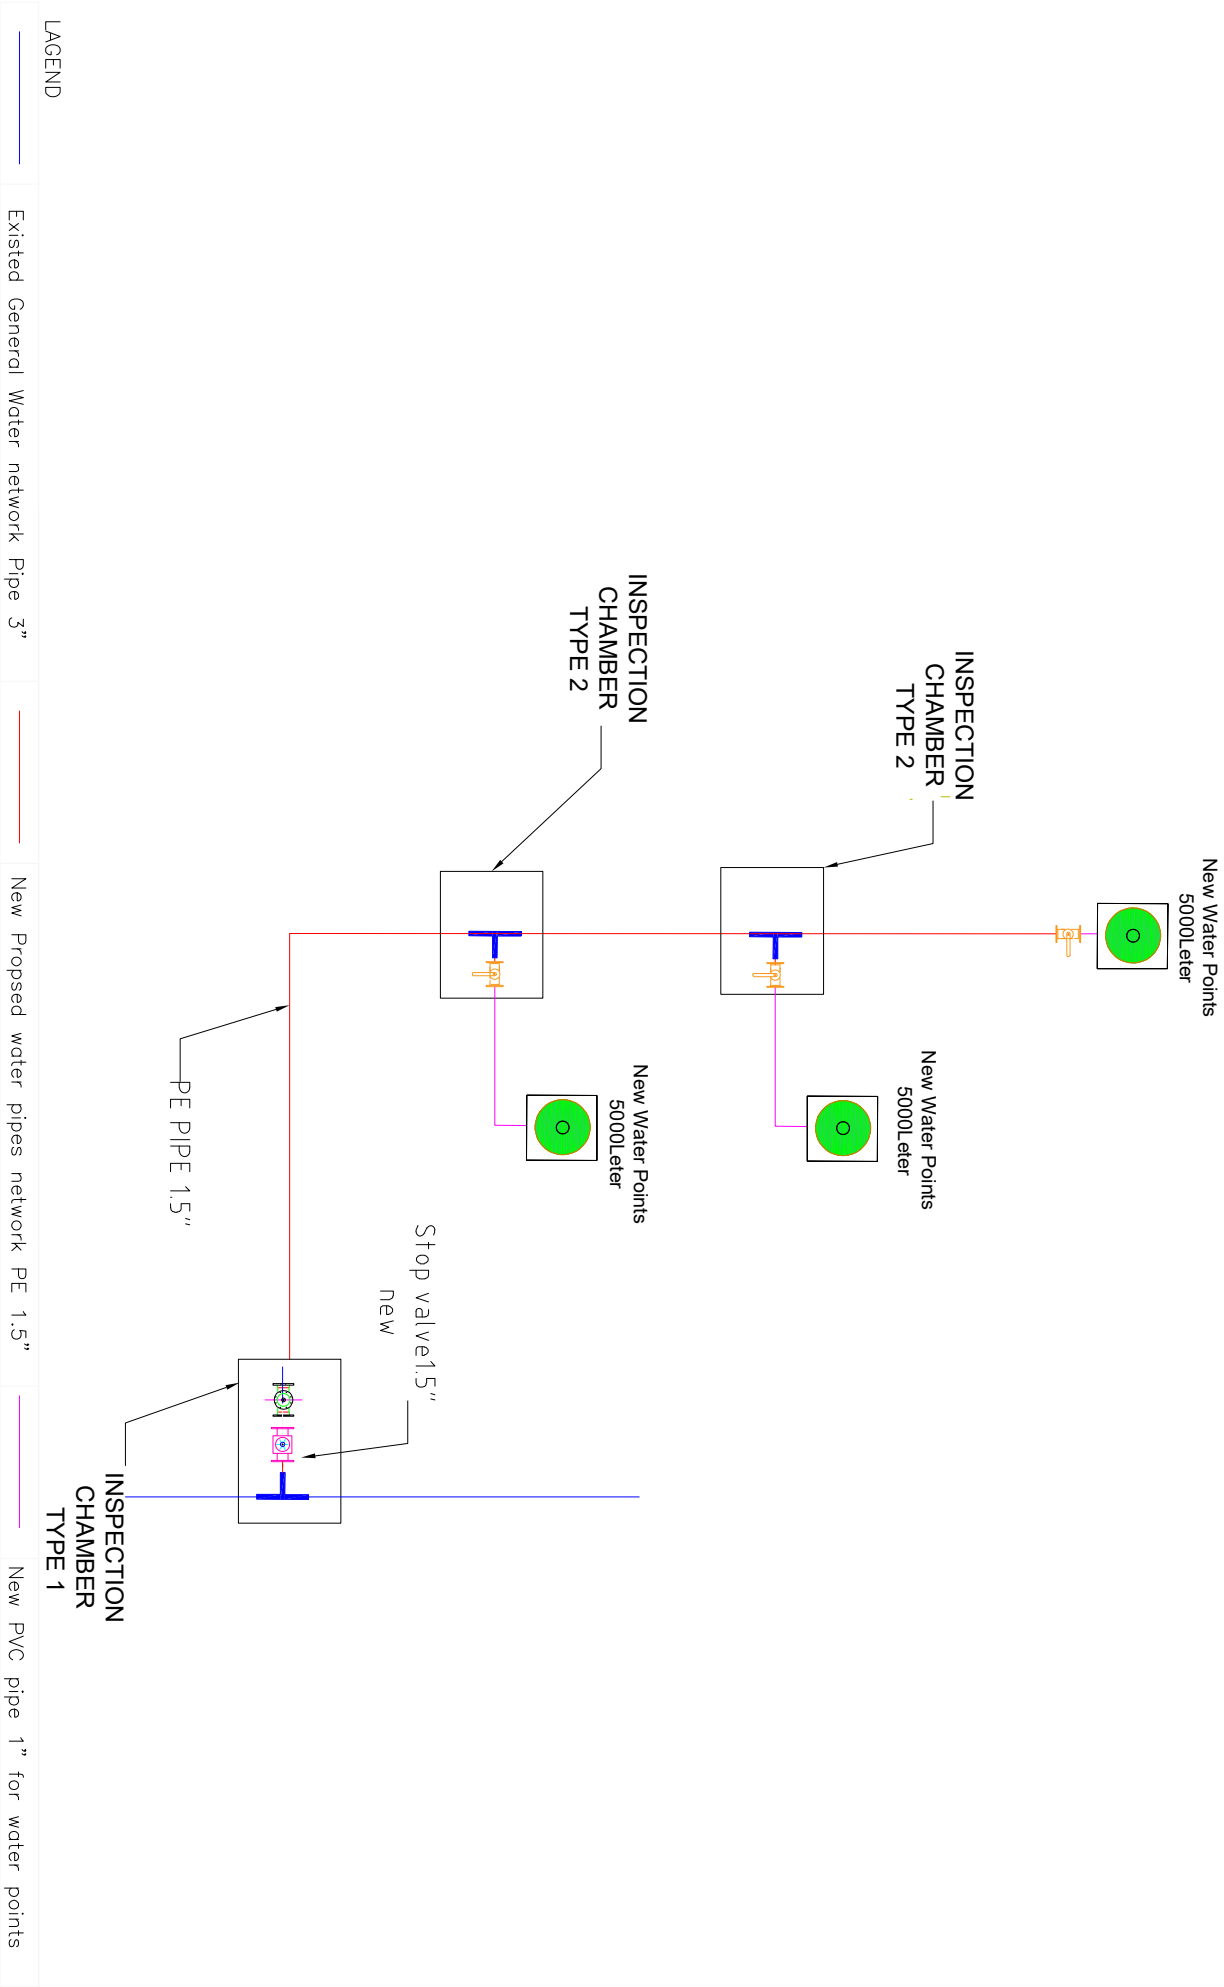 New Water Points
5000Leter
INSPECTION
CHAMBER
TYPE 2
New Water Points
5000Leter
INSPECTION
CHAMBER
TYPE 2
New Water Points
5000Leter
Stop valve1.5"
new
PE PIPE 1.5"
INSPECTION
CHAMBER
TYPE 1
LAGEND
Existed General Water network Pipe 3"
New Propsed water pipes network PE 1.5"
New PVC pipe 1" for water points